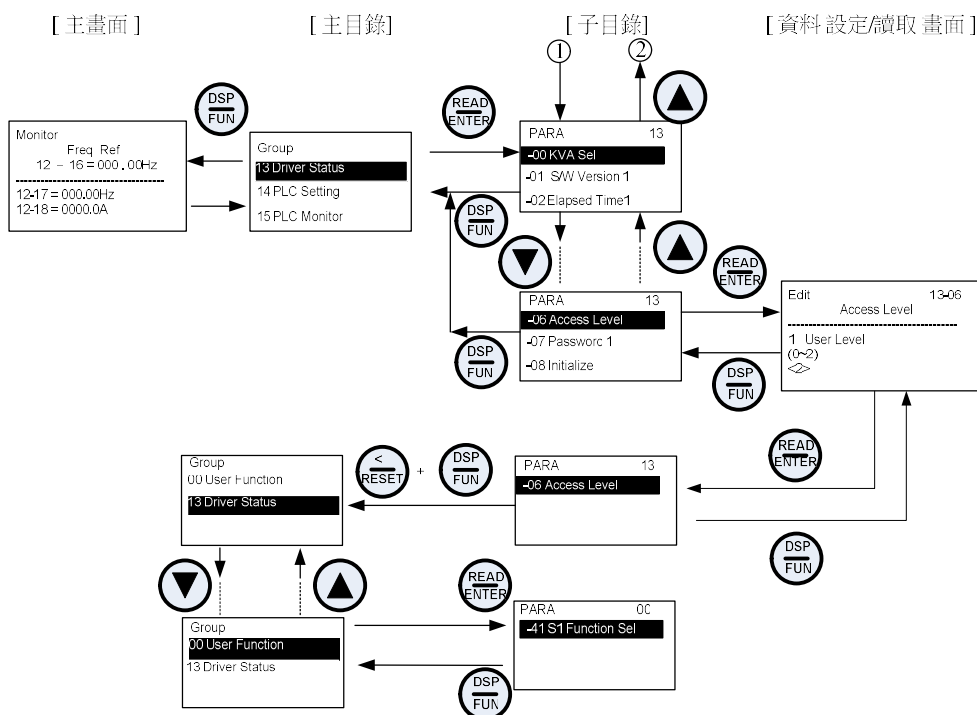 [主畫面]
[主目錄]
[子目錄]
[資料 設定/讀取 畫面]
1
2
DSP
FUN
READ
ENTER
Monitor
Freq Ref
12 – 16 = 000.00Hz
12-17 = 000.00Hz
12-18 = 0000.0A
Group
13 Driver Status
14 PLC Setting
15 PLC Monitor
PARA 13
-00 KVA Sel
-01 S/W Version 1
-02 Elapsed Time1
DSP
FUN
READ
ENTER
PARA 13
-06 Access Level
-07 Password 1
-08 Initialize
DSP
FUN
DSP
FUN
Edit 13-06
Access Level
1 User Level
(0~2)
<2>
READ
ENTER
Group
00 User Function
13 Driver Status
<
RESET
+
DSP
FUN
PARA 13
-06 Access Level
DSP
FUN
READ
ENTER
Group
00 User Function
13 Driver Status
PARA 00
-41 S1 Function Sel
DSP
FUN